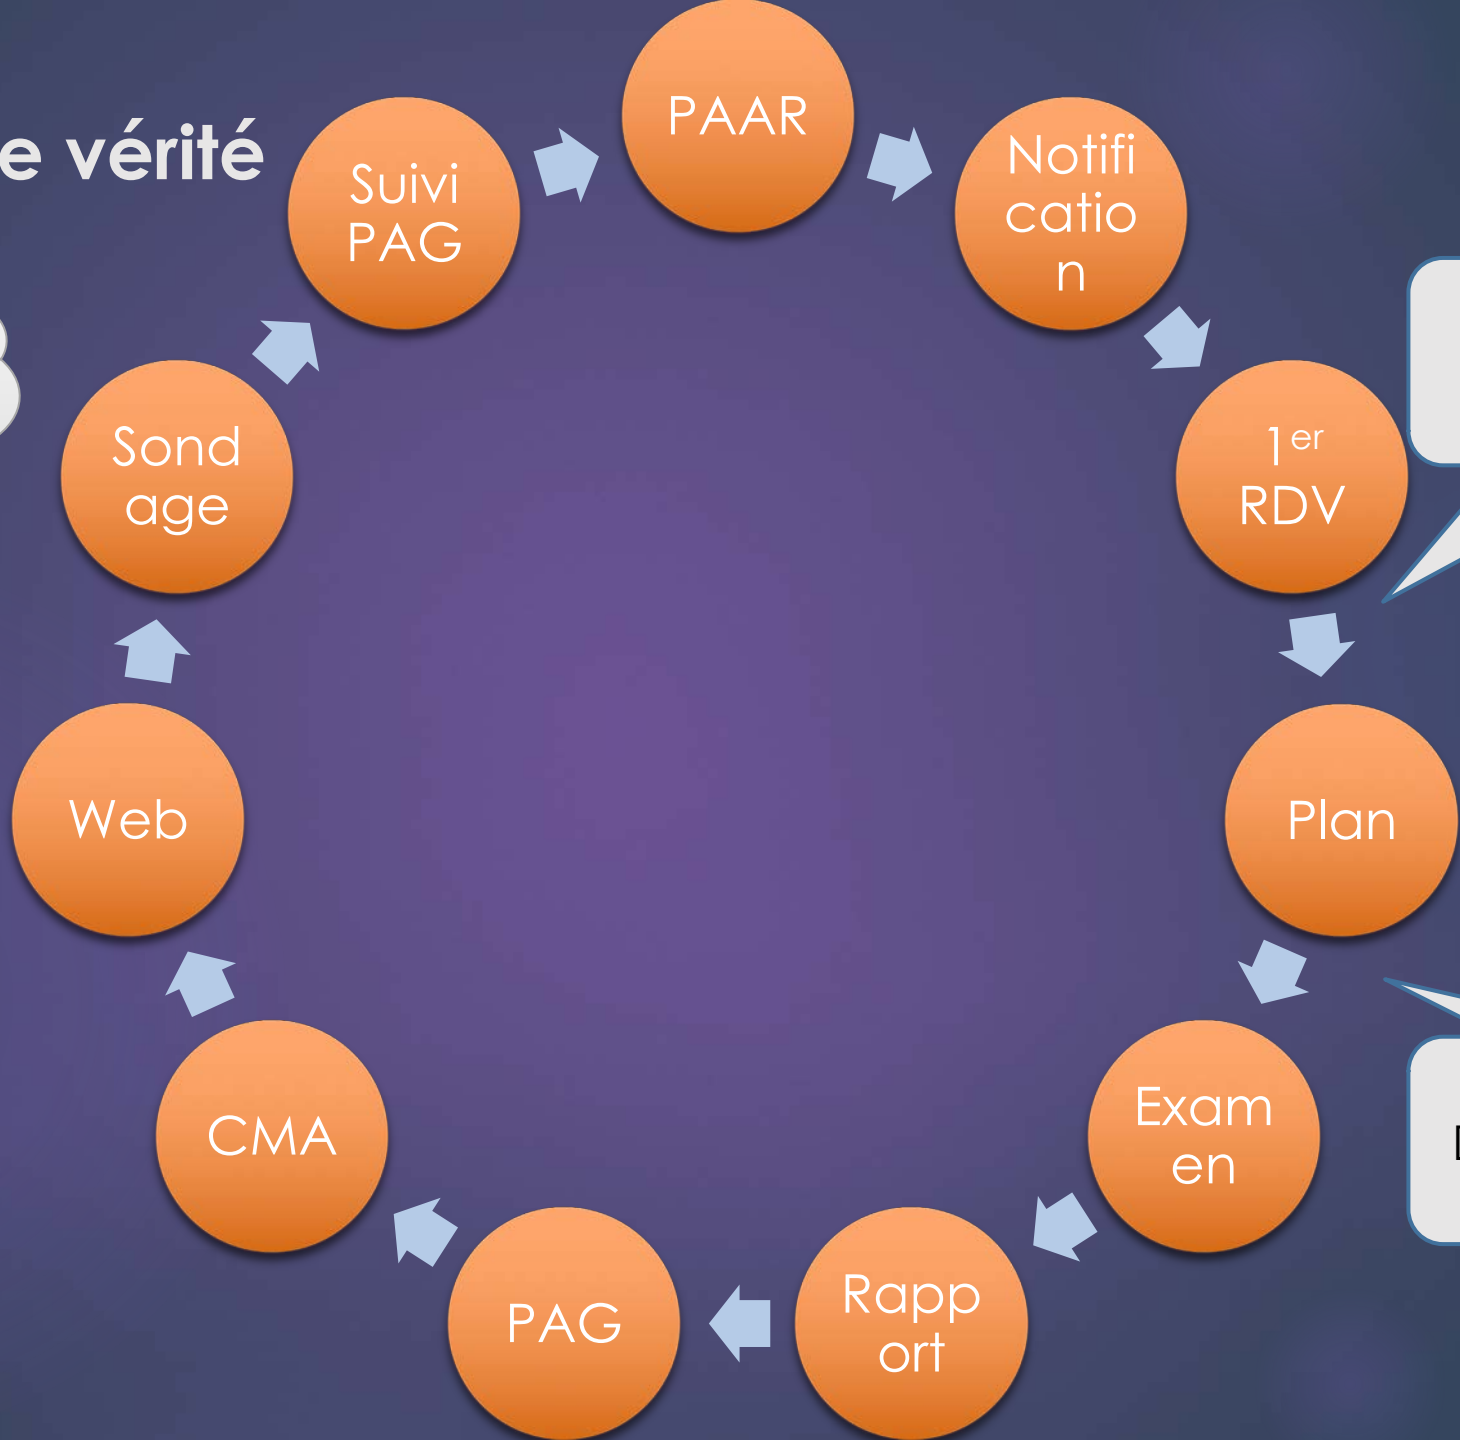 e vérité
PAAR
Notifi
catio
n
1er
RDV
Plan
Exam
en
Rapp
ort
PAG
CMA
Web
Sond
age
Suivi
PAG